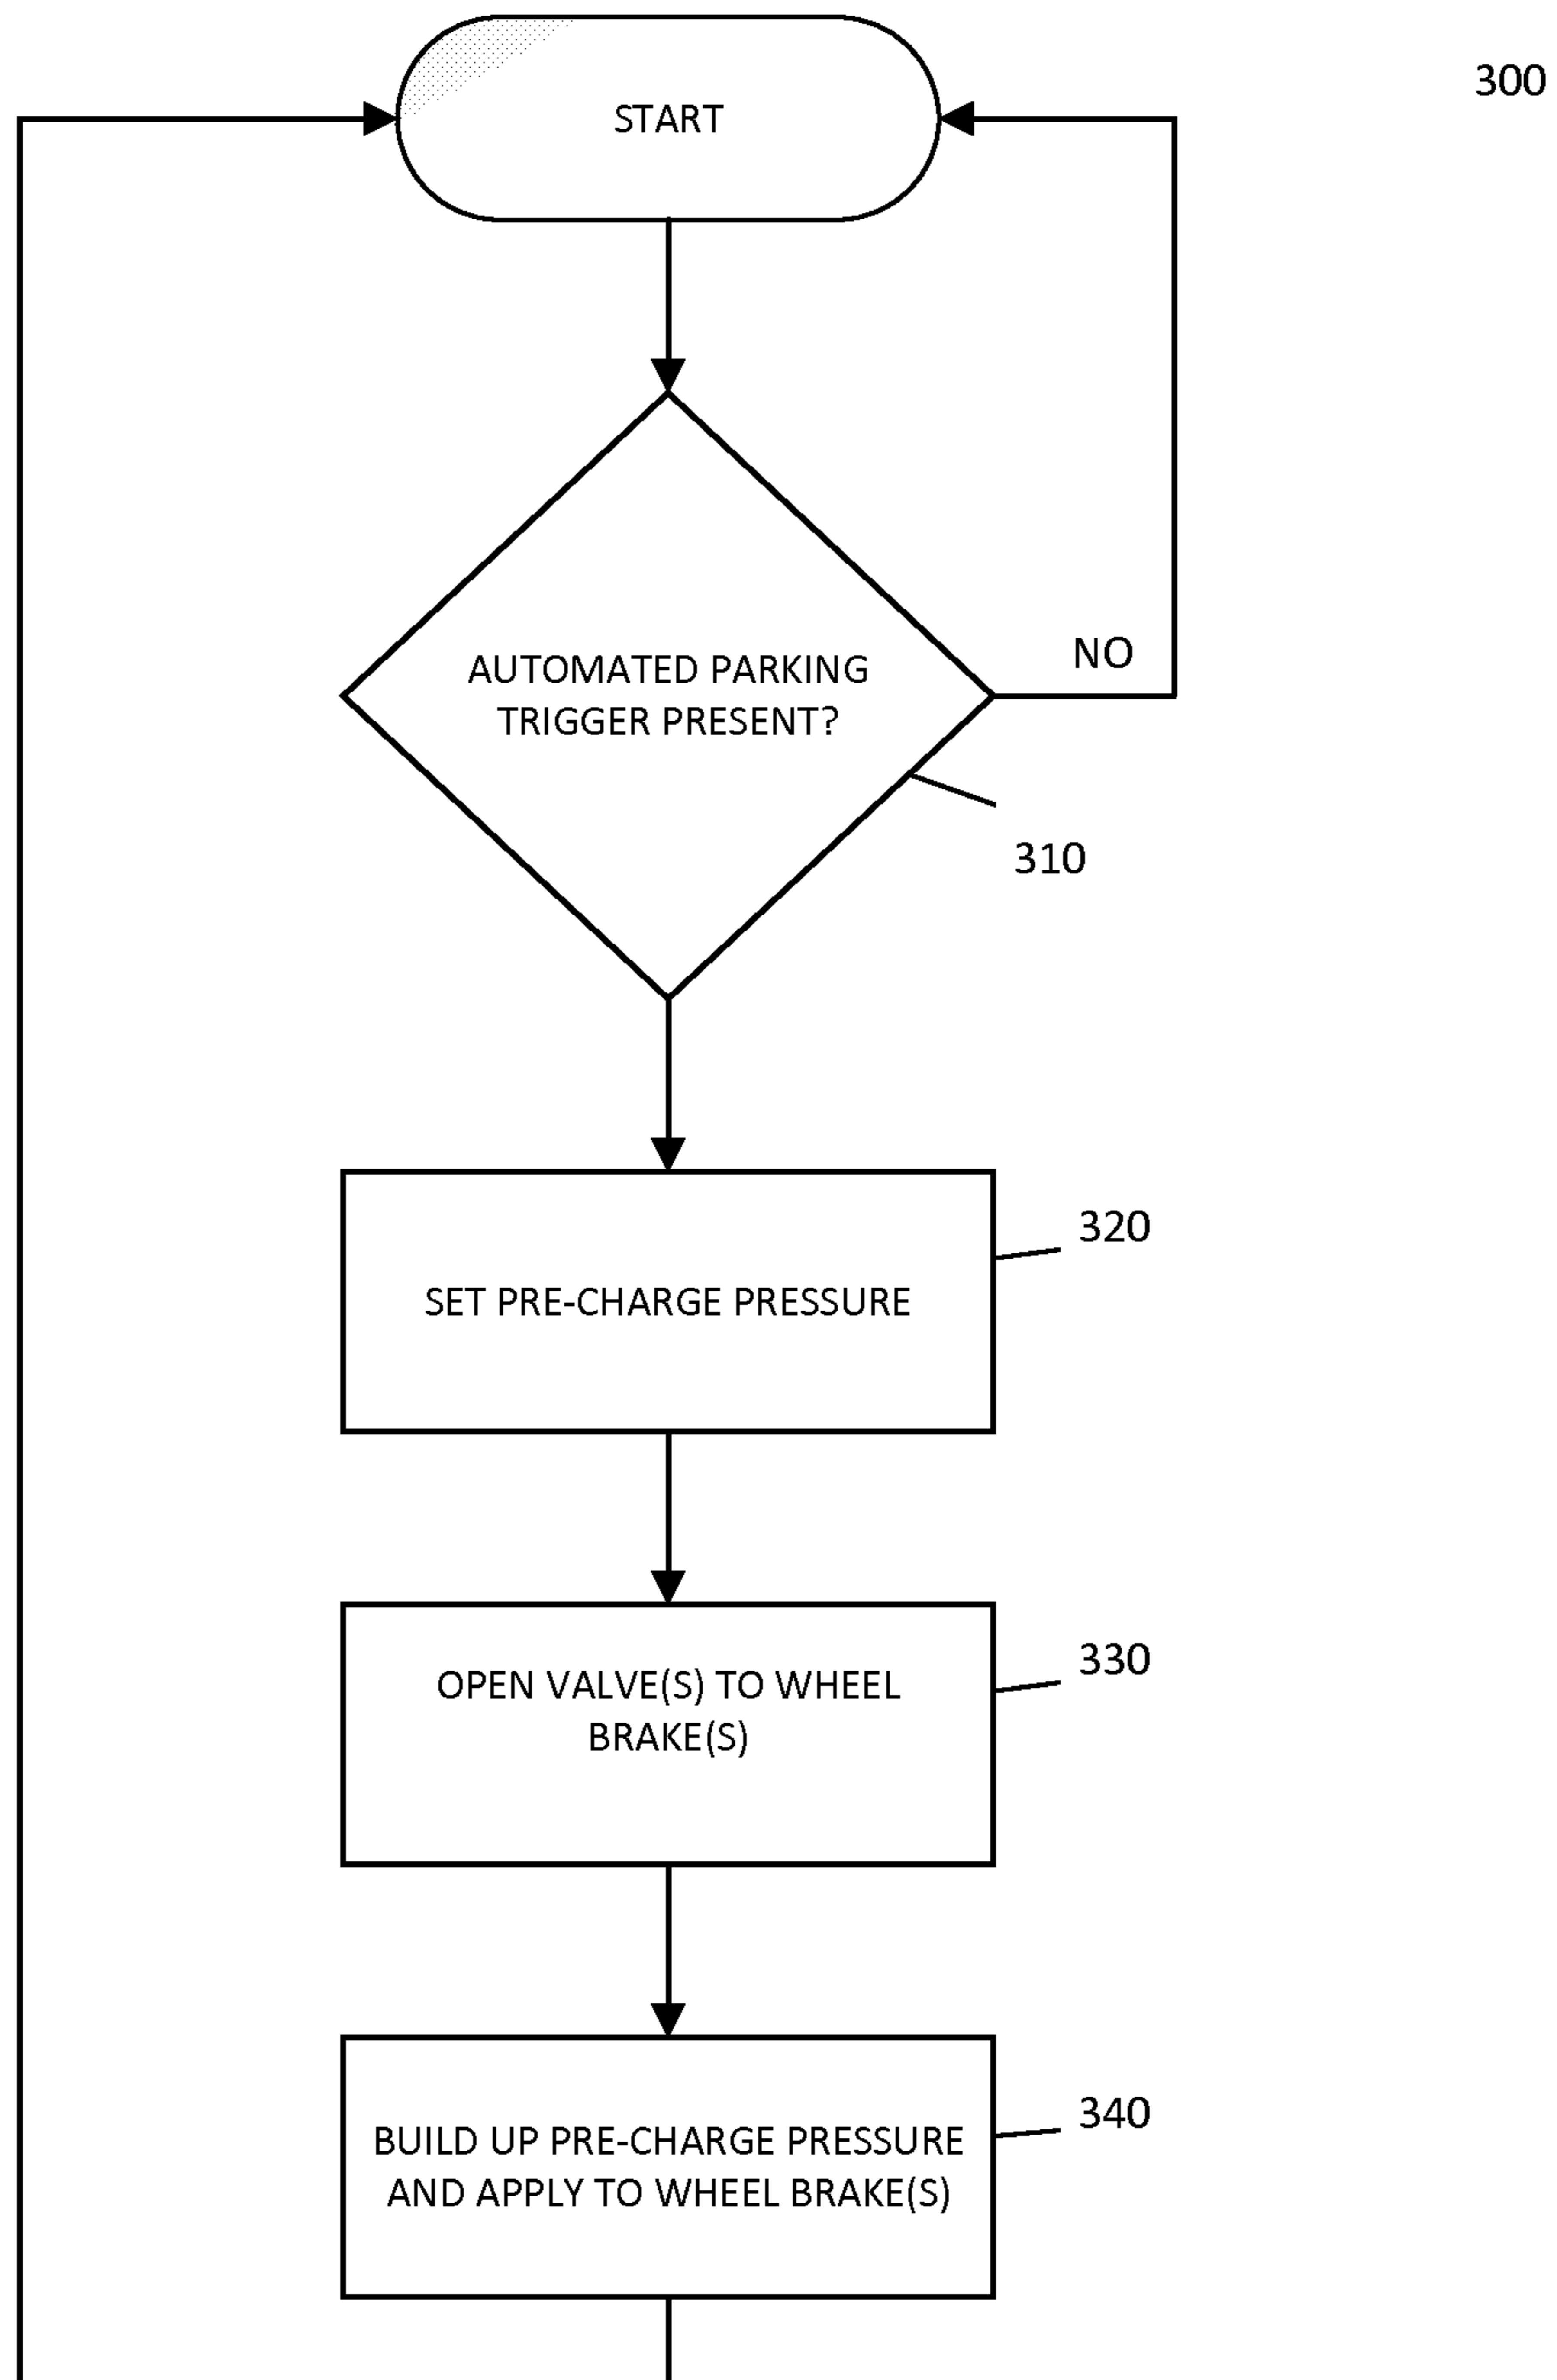 300
START
NO
AUTOMATED PARKING
TRIGGER PRESENT?
310
320
SET PRE-CHARGE PRESSURE
330
OPEN VALVE(S) TO WHEEL
BRAKE(S)
340
BUILD UP PRE-CHARGE PRESSURE
AND APPLY TO WHEEL BRAKE(S)